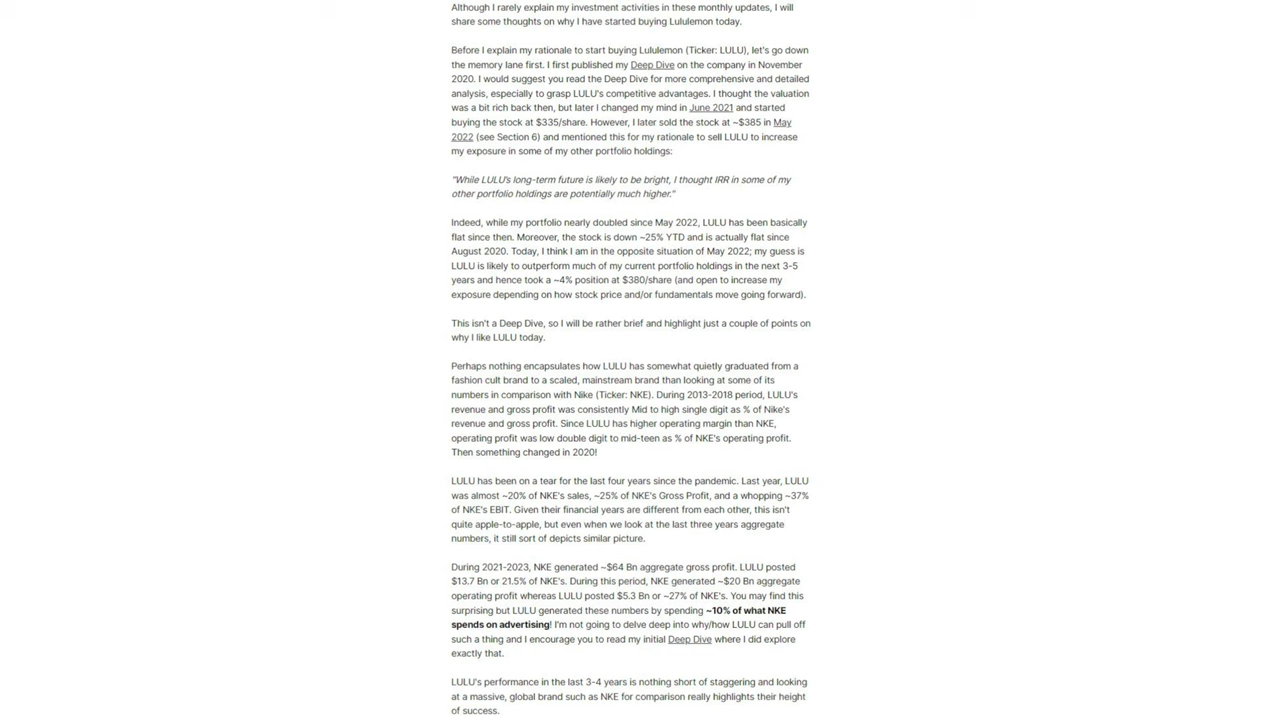 Although I rarely explain my investment activities in these monthly updates, I will
share some thoughts on why I have started buying Lululemon today.
Before I explain my rationale to start buying Lululemon (Ticker: LULU), let's go down
the memory lane first. I first published my Deep Dive on the company in November
2020. I would suggest you read the Deep Dive for more comprehensive and detailed
analysis, especially to grasp LULU's competitive advantages. I thought the valuation
was a bit rich back then, but later I changed my mind in June 2021 and started
buying the stock at $335/share. However, I later sold the stock at ~$385 in May
2022 (see Section 6) and mentioned this for my rationale to sell LULU to increase
my exposure in some of my other portfolio holdings:
"While LULU's long-term future is likely to be bright, I thought IRR in some of my
other portfolio holdings are potentially much higher."
Indeed, while my portfolio nearly doubled since May 2022, LULU has been basically
flat since then. Moreover, the stock is down ~25% YTD and is actually flat since
August 2020. Today, I think I am in the opposite situation of May 2022; my guess is
LULU is likely to outperform much of my current portfolio holdings in the next 3-5
years and hence took a ~4% position at $380/share (and open to increase my
exposure depending on how stock price and/or fundamentals move going forward).
This isn't a Deep Dive, so I will be rather brief and highlight just a couple of points on
why I like LULU today.
Perhaps nothing encapsulates how LULU has somewhat quietly graduated from a
fashion cult brand to a scaled, mainstream brand than looking at some of its
numbers in comparison with Nike (Ticker: NKE). During 2013-2018 period, LULU's
revenue and gross profit was consistently Mid to high single digit as % of Nike's
revenue and gross profit. Since LULU has higher operating margin than NKE,
operating profit was low double digit to mid-teen as % of NKE's operating profit.
Then something changed in 2020!
LULU has been on a tear for the last four years since the pandemic. Last year, LULU
was almost ~20% of NKE's sales, ~25% of NKE's Gross Profit, and a whopping ~37%
of NKE's EBIT. Given their financial years are different from each other, this isn't
quite apple-to-apple, but even when we look at the last three years aggregate
numbers, it still sort of depicts similar picture.
During 2021-2023, NKE generated ~$64 Bn aggregate gross profit. LULU posted
$13.7 Bn or 21.5% of NKE's. During this period, NKE generated ~$20 Bn aggregate
operating profit whereas LULU posted $5.3 Bn or ~27% of NKE's. You may find this
surprising but LULU generated these numbers by spending ~10% of what NKE
spends on advertising! I'm not going to delve deep into why/how LULU can pull off
such a thing and I encourage you to read my initial Deep Dive where I did explore
exactly that.
LULU's performance in the last 3-4 years is nothing short of staggering and looking
at a massive, global brand such as NKE for comparison really highlights their height
of success.